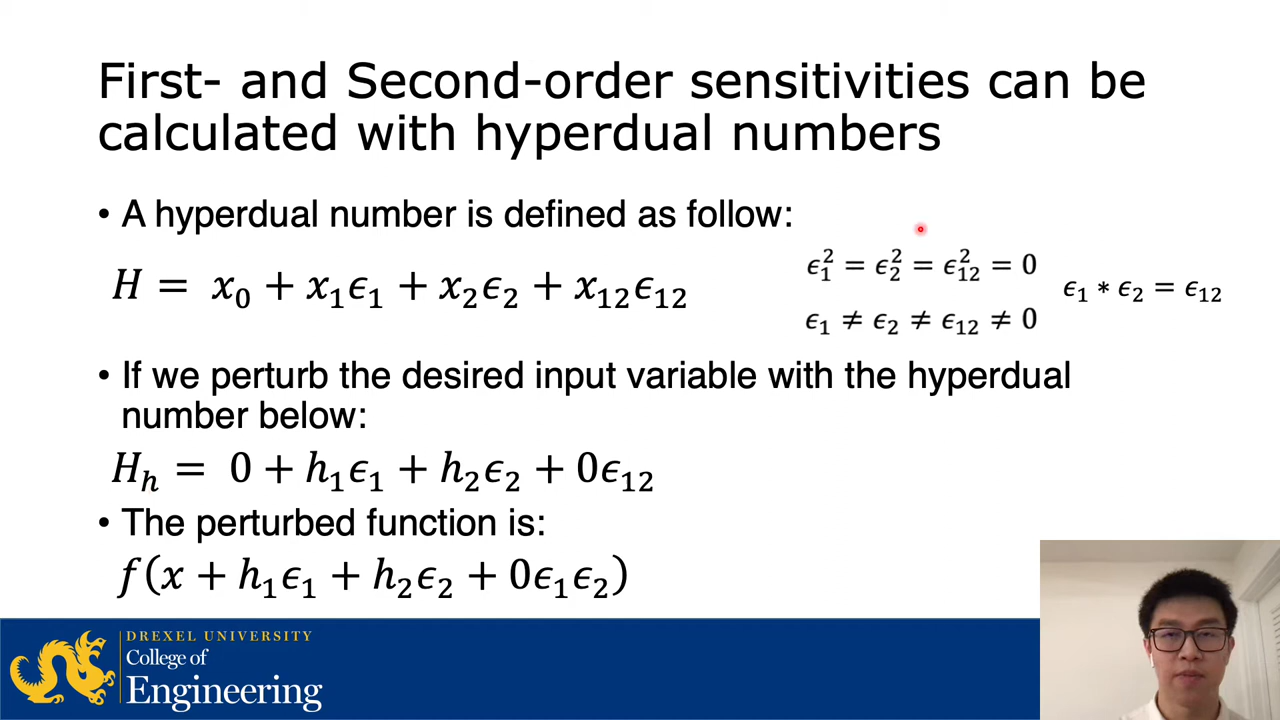 First- and Second-order sensitivities can be
calculated with hyperdual numbers
• A hyperdual number is defined as follow:
H = x₀ + x₁ϵ₁ + x₂ϵ₂ + x₁₂ϵ₁₂
ϵ₁² = ϵ₂² = ϵ₁₂² = 0
ϵ₁ ≠ ϵ₂ ≠ ϵ₁₂ ≠ 0
ϵ₁ ∗ ϵ₂ = ϵ₁₂
• If we perturb the desired input variable with the hyperdual
number below:
Hₕ = 0 + h₁ϵ₁ + h₂ϵ₂ + 0ϵ₁₂
• The perturbed function is:
f(x + h₁ϵ₁ + h₂ϵ₂ + 0ϵ₁ϵ₂)
DREXEL UNIVERSITY
College of
Engineering